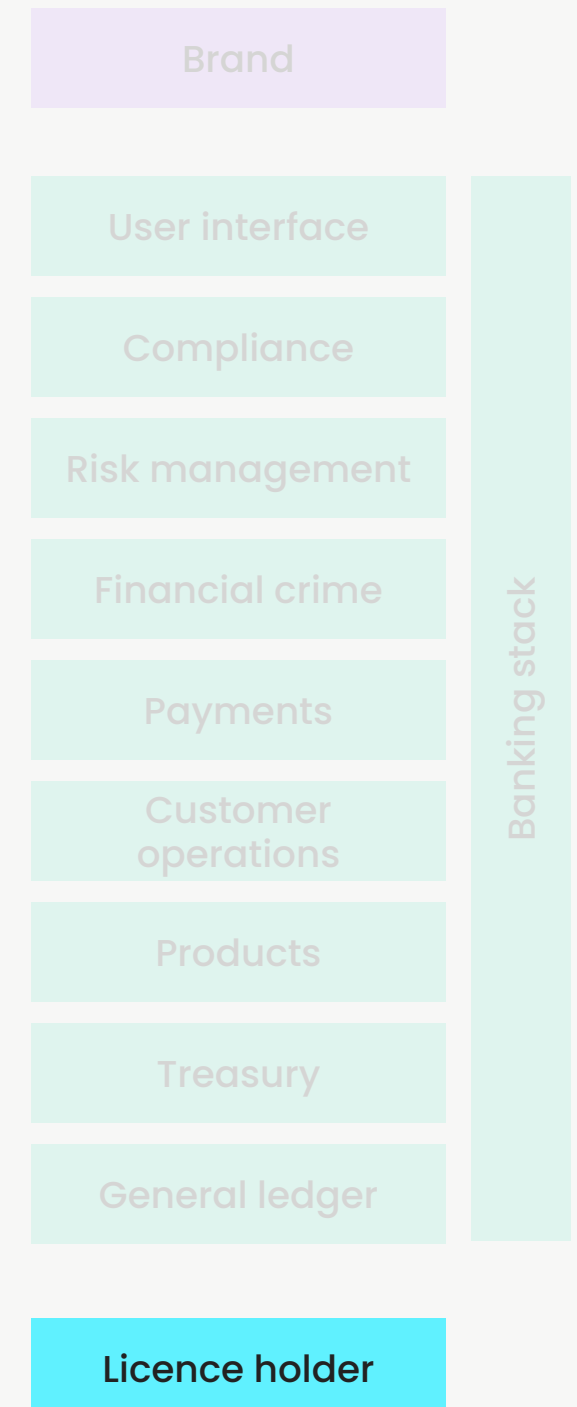 Brand
User interface
Compliance
Risk management
Financial crime
Payments
Customer
operations
Products
Treasury
General ledger
Banking stack
Licence holder